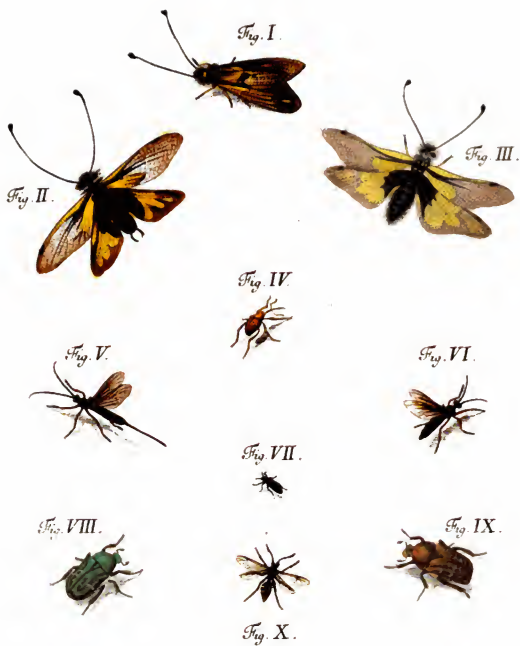 Fig. I.
Fig. II.
Fig. III.
Fig. IV.
Fig. V.
Fig. VI.
Fig. VII.
Fig. VIII.
Fig. IX.
Fig. X.